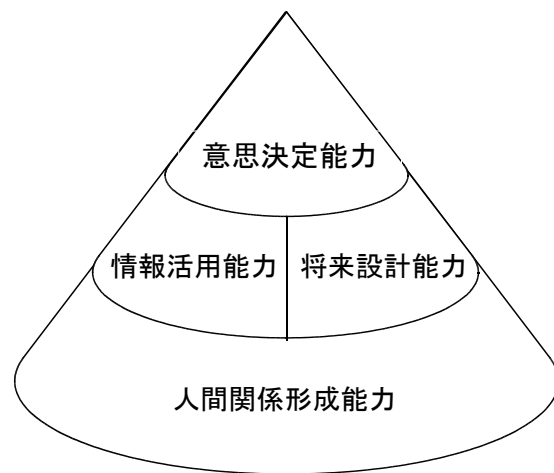 意思決定能力
情報活用能力
将来設計能力
人間関係形成能力